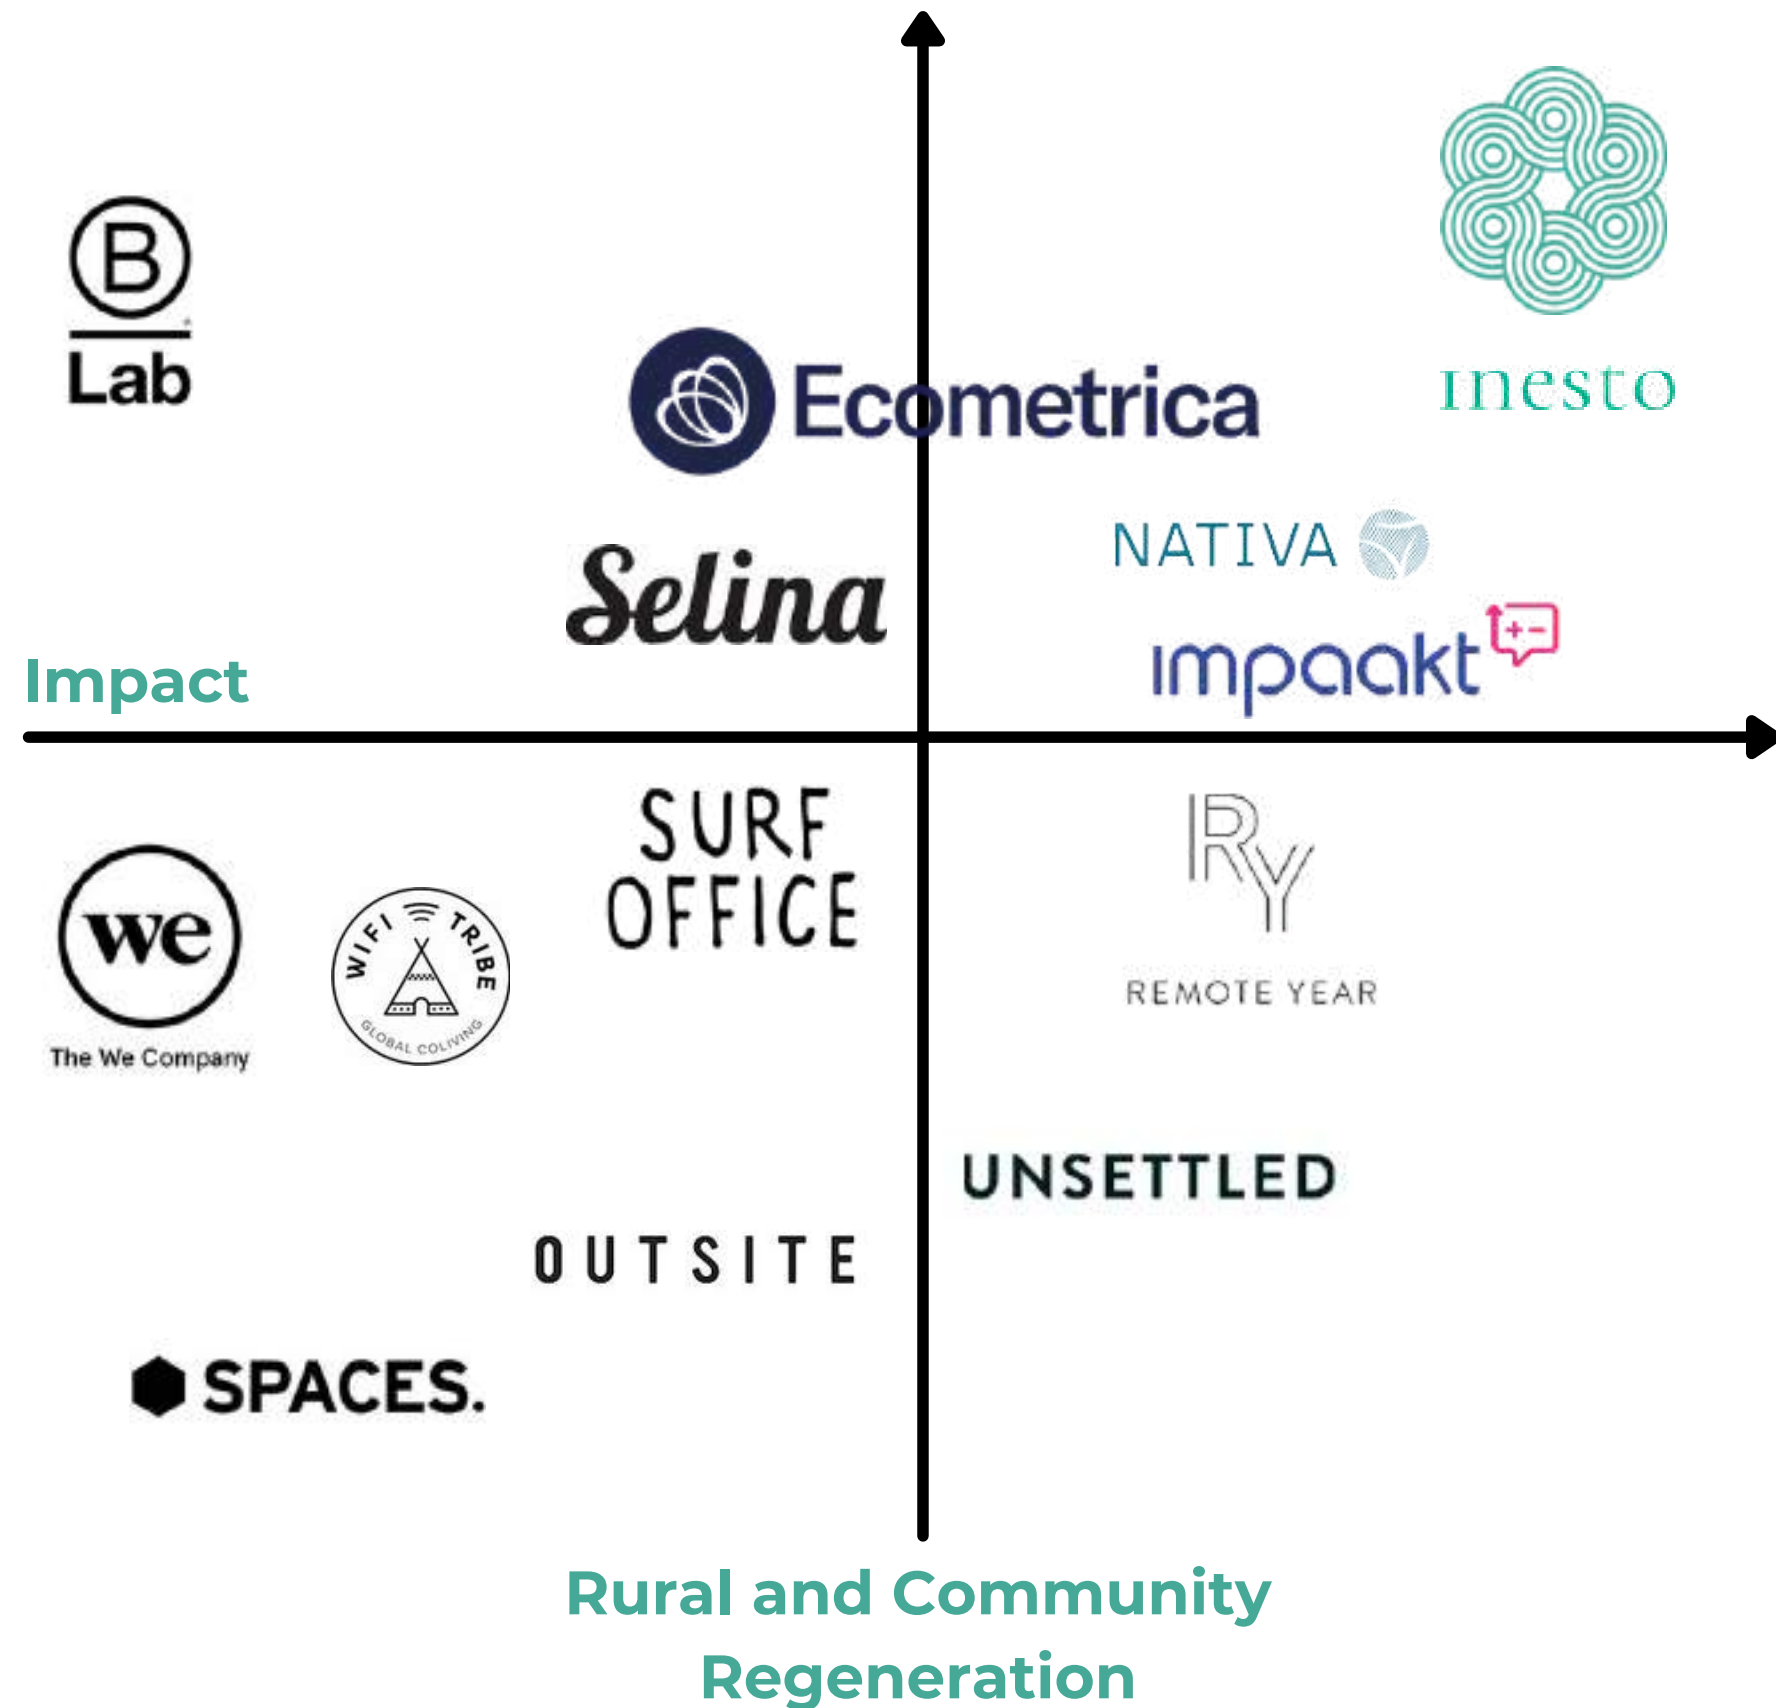 B
Lab
Ecometrica
inesto
NATIVA
Selina
impaakt
Impact
SURF
OFFICE
RY
REMOTE YEAR
we
The We Company
WIFI TRIBE
GLOBAL COLIVING
UNSETTLED
OUTSITE
SPACES.
Rural and Community
Regeneration